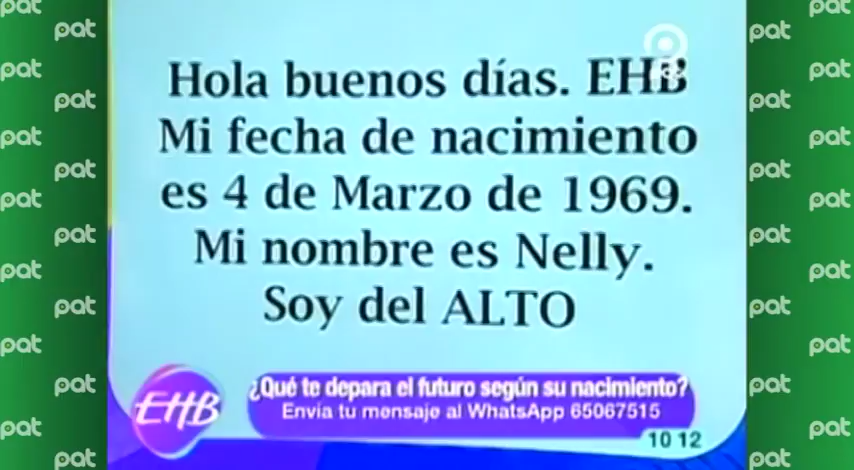 Hola buenos días. EHB
Mi fecha de nacimiento
es 4 de Marzo de 1969.
Mi nombre es Nelly.
Soy del ALTO
EHB
¿Qué te depara el futuro según su nacimiento?
Envía tu mensaje al WhatsApp 65067515
10 12
pat